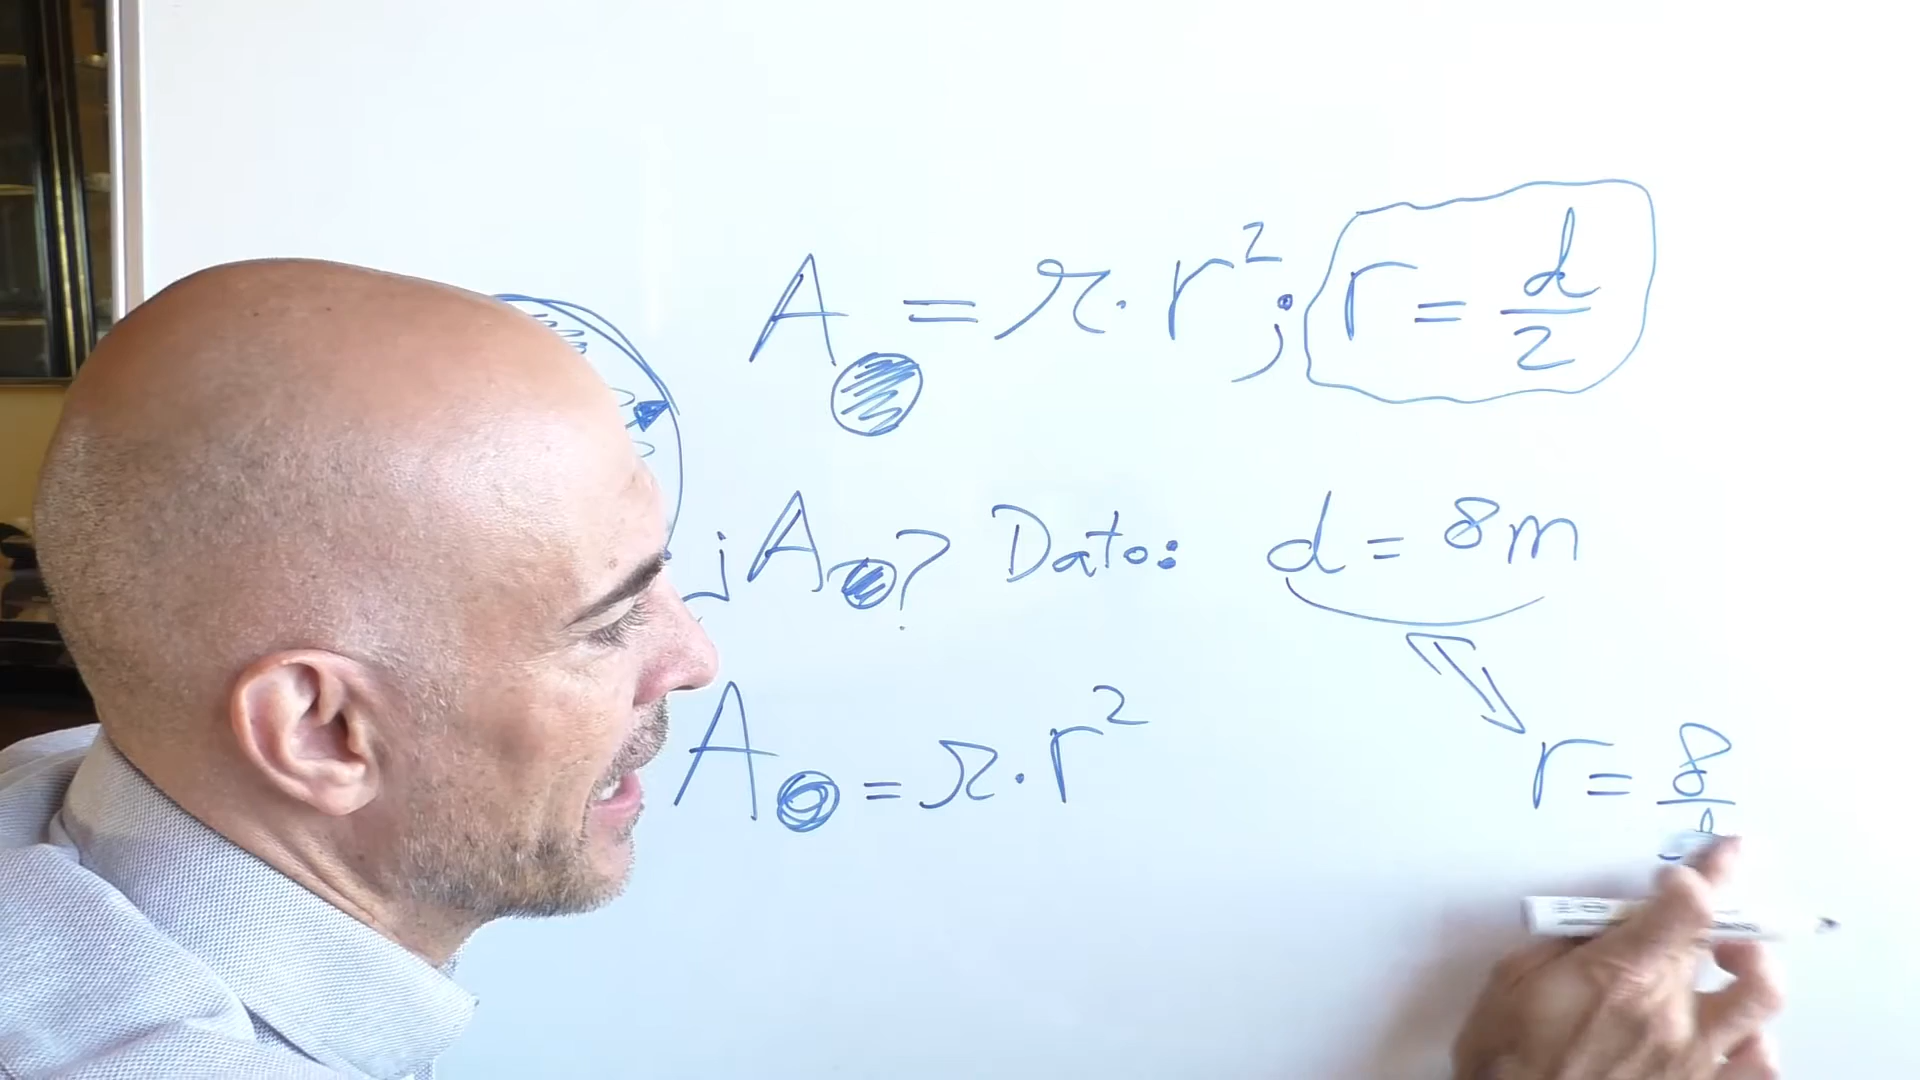 A = π · r²; r = d/2
¿A? Dato: d = 8m
A = π · r²
r = 8